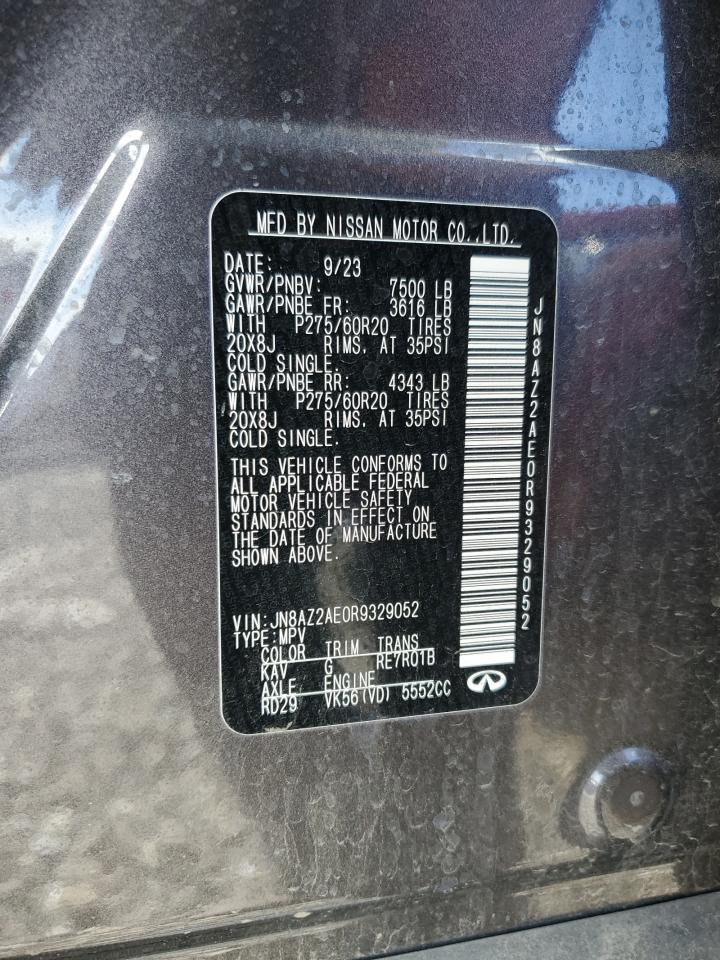 MFD BY NISSAN MOTOR CO.,LTD.
DATE: 9/23
GVWR/PNBV: 7500 LB
GAWR/PNBE FR: 3616 LB
WITH P275/60R20 TIRES
20X8J RIMS, AT 35PSI
COLD SINGLE.
GAWR/PNBE RR: 4343 LB
WITH P275/60R20 TIRES
20X8J RIMS, AT 35PSI
COLD SINGLE.
THIS VEHICLE CONFORMS TO
ALL APPLICABLE FEDERAL
MOTOR VEHICLE SAFETY
STANDARDS IN EFFECT ON
THE DATE OF MANUFACTURE
SHOWN ABOVE.
VIN:JN8AZ2AE0R9329052
TYPE:MPV
COLOR TRIM TRANS
KAV G RE7R01B
AXLE ENGINE
RD29 VK56(VD) 5552CC
JN8AZ2AE0R9329052